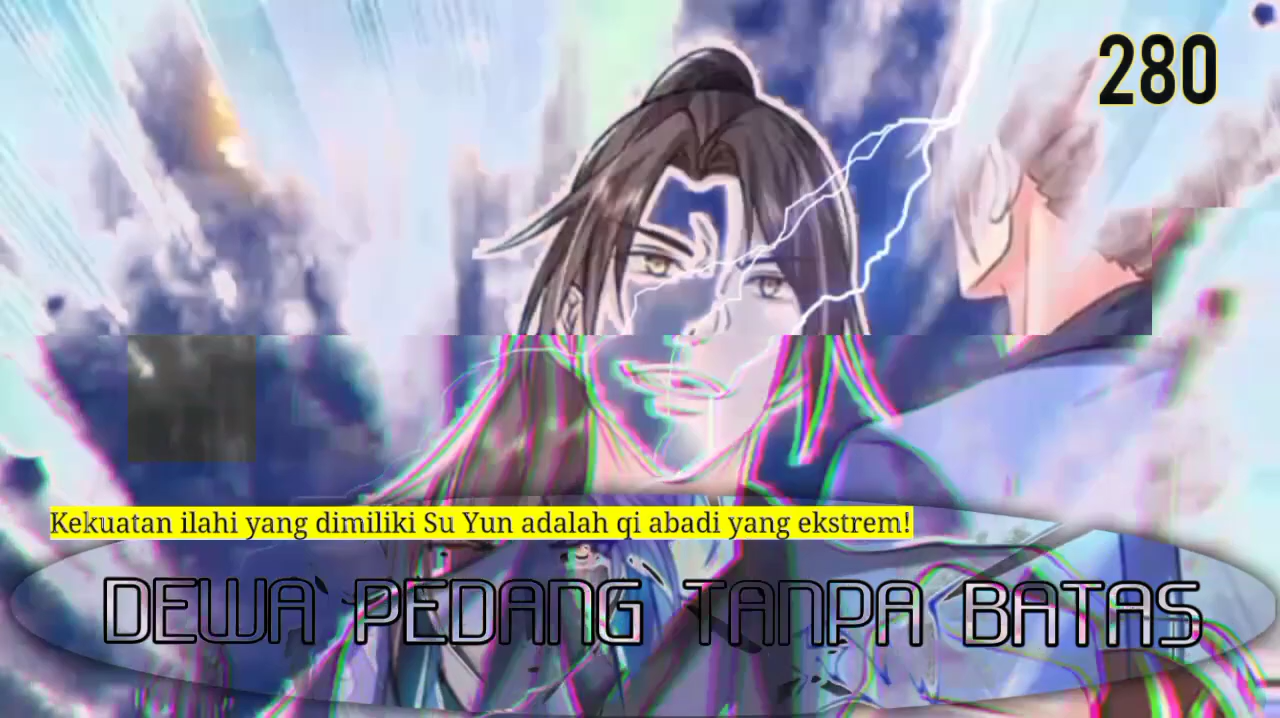 280
Kekuatan ilahi yang dimiliki Su Yun adalah qi abadi yang ekstrem!
DEWA PEDANG TANPA BATAS